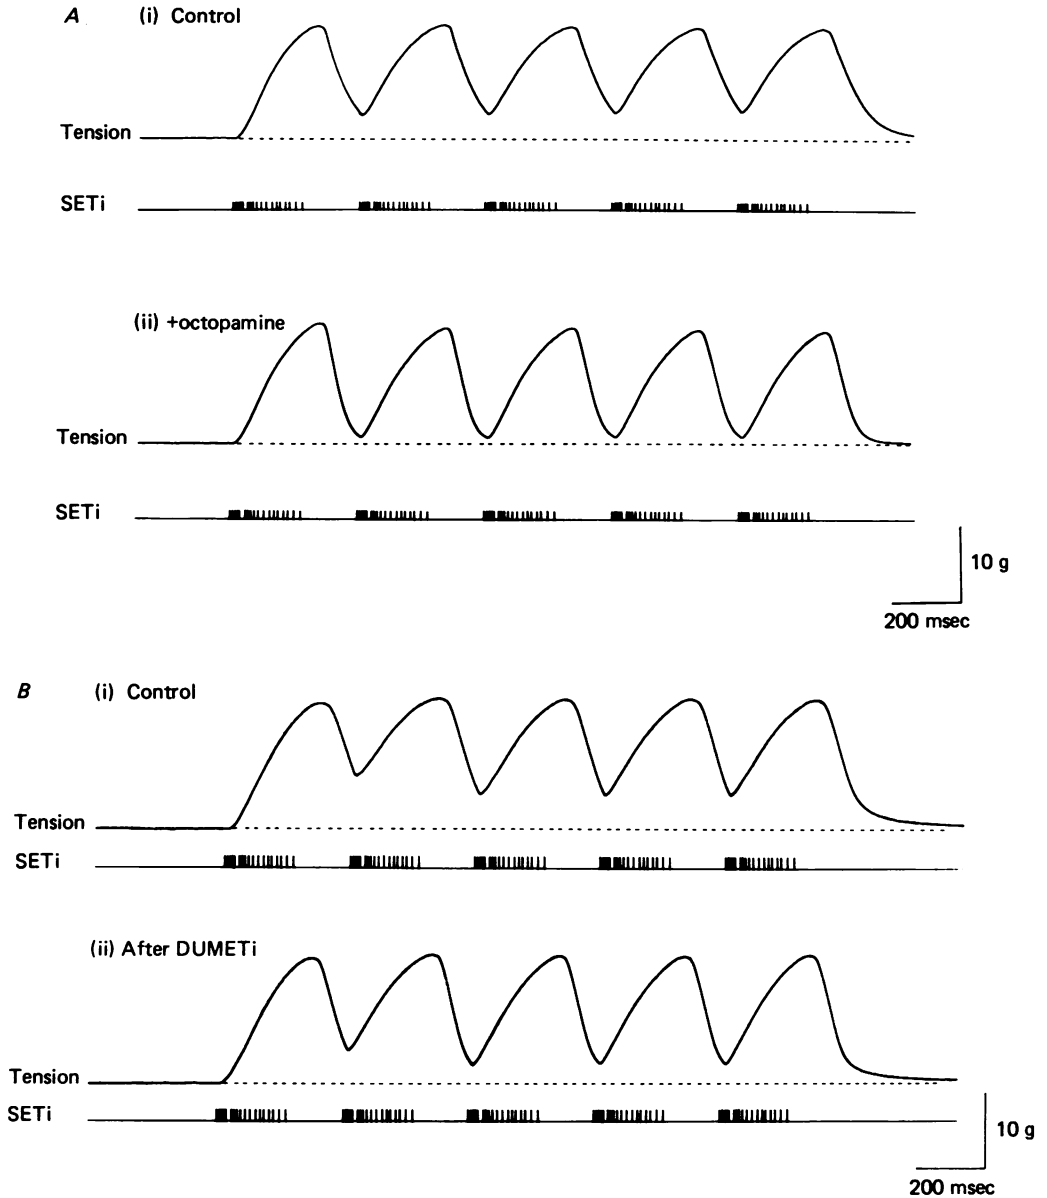 A (i) Control
Tension
SETi
(ii) +octopamine
Tension
SETi
10 g
200 msec
B (i) Control
Tension
SETi
(ii) After DUMETi
Tension
SETi
10 g
200 msec